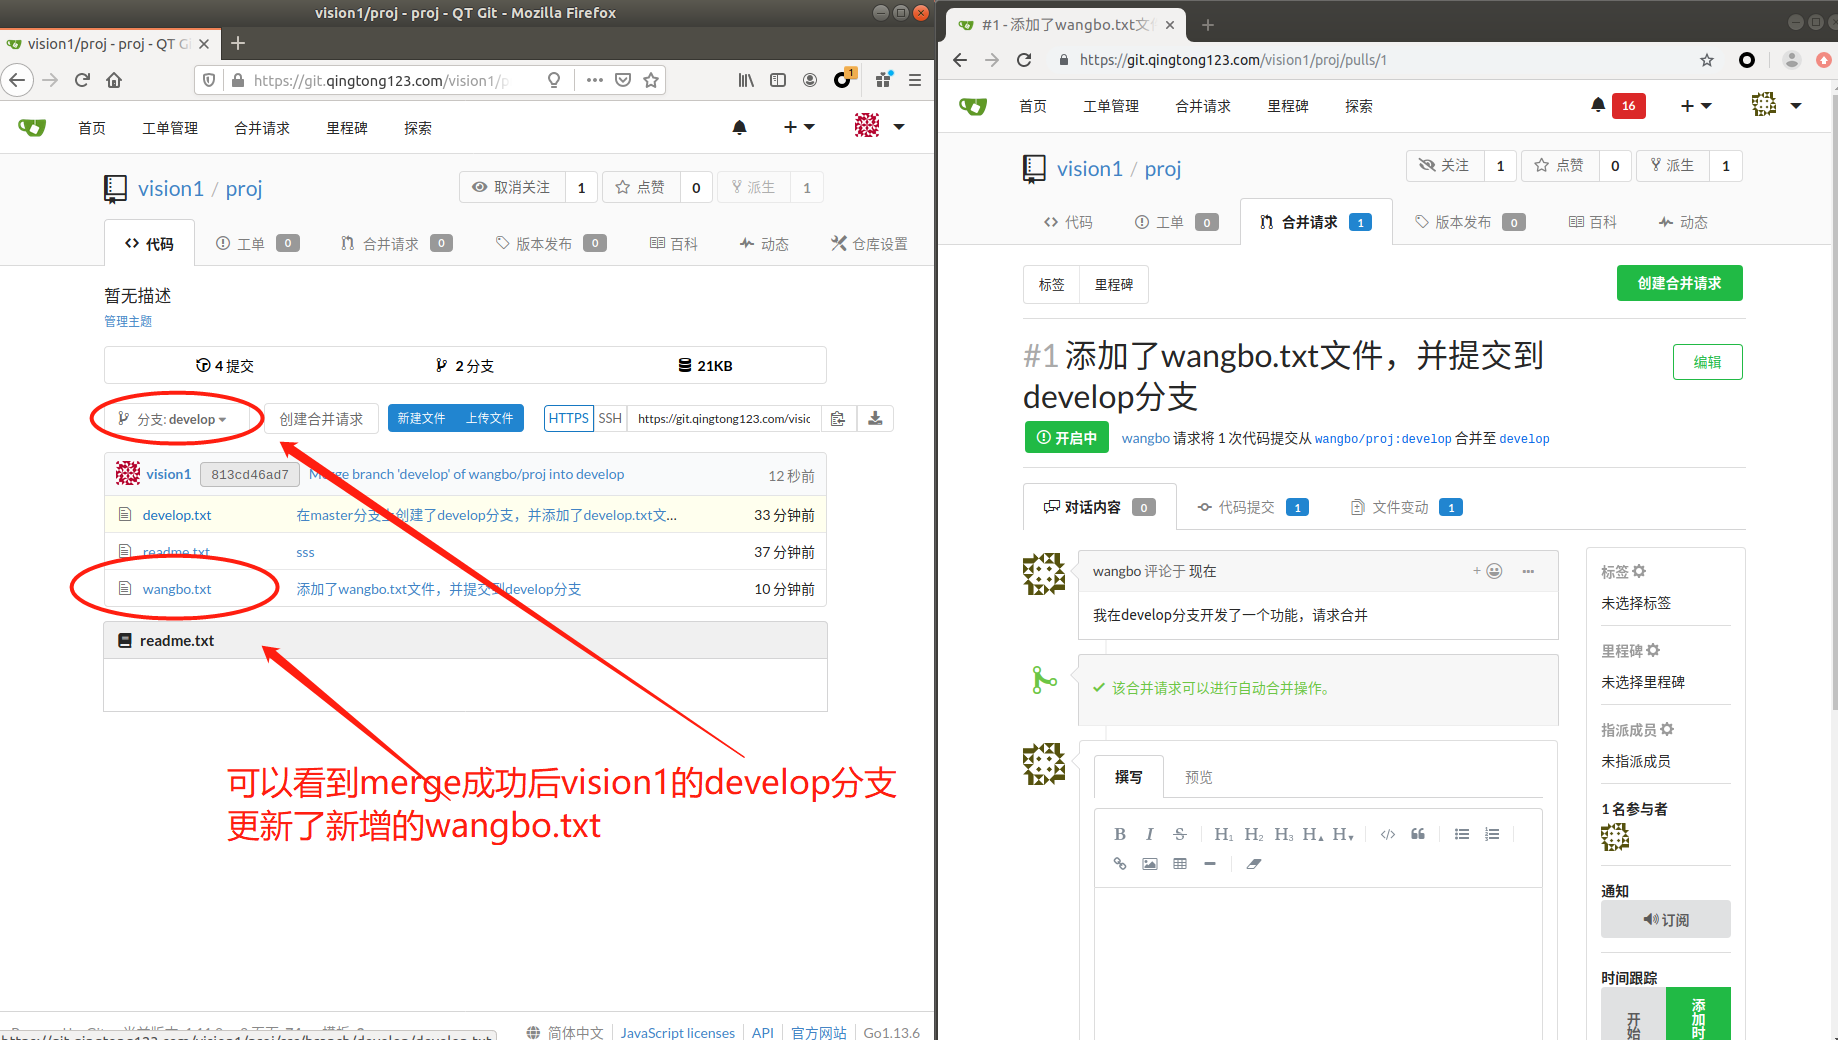 vision1/proj - proj - QT Git - Mozilla Firefox
vision1/proj - proj - QT Gi
https://git.qingtong123.com/vision1/p
1
首页 工单管理 合并请求 里程碑 探索
vision1 / proj
取消关注 1 点赞 0 派生 1
代码 工单 0 合并请求 0 版本发布 0 百科 动态 仓库设置
暂无描述
管理主题
4 提交 2 分支 21KB
分支: develop 创建合并请求 新建文件 上传文件 HTTPS SSH https://git.qingtong123.com/visic
vision1 813cd46ad7 Merge branch 'develop' of wangbo/proj into develop 12 秒前
develop.txt 在master分支上创建了develop分支，并添加了develop.txt文... 33 分钟前
readme.txt sss 37 分钟前
wangbo.txt 添加了wangbo.txt文件，并提交到develop分支 10 分钟前
readme.txt
可以看到merge成功后vision1的develop分支
更新了新增的wangbo.txt
简体中文 JavaScript licenses API 官方网站 Go1.13.6
#1 - 添加了wangbo.txt文件
https://git.qingtong123.com/vision1/proj/pulls/1
首页 工单管理 合并请求 里程碑 探索 16
vision1 / proj
关注 1 点赞 0 派生 1
代码 工单 0 合并请求 1 版本发布 0 百科 动态
标签 里程碑 创建合并请求
#1 添加了wangbo.txt文件，并提交到
develop分支
编辑
开启中 wangbo 请求将 1 次代码提交从 wangbo/proj:develop 合并至 develop
对话内容 0 代码提交 1 文件变动 1
wangbo 评论于 现在
我在develop分支开发了一个功能，请求合并
该合并请求可以进行自动合并操作。
撰写 预览
B I S H1 H2 H3 H H
标签
未选择标签
里程碑
未选择里程碑
指派成员
未指派成员
1 名参与者
通知
订阅
时间跟踪
开始
添加时